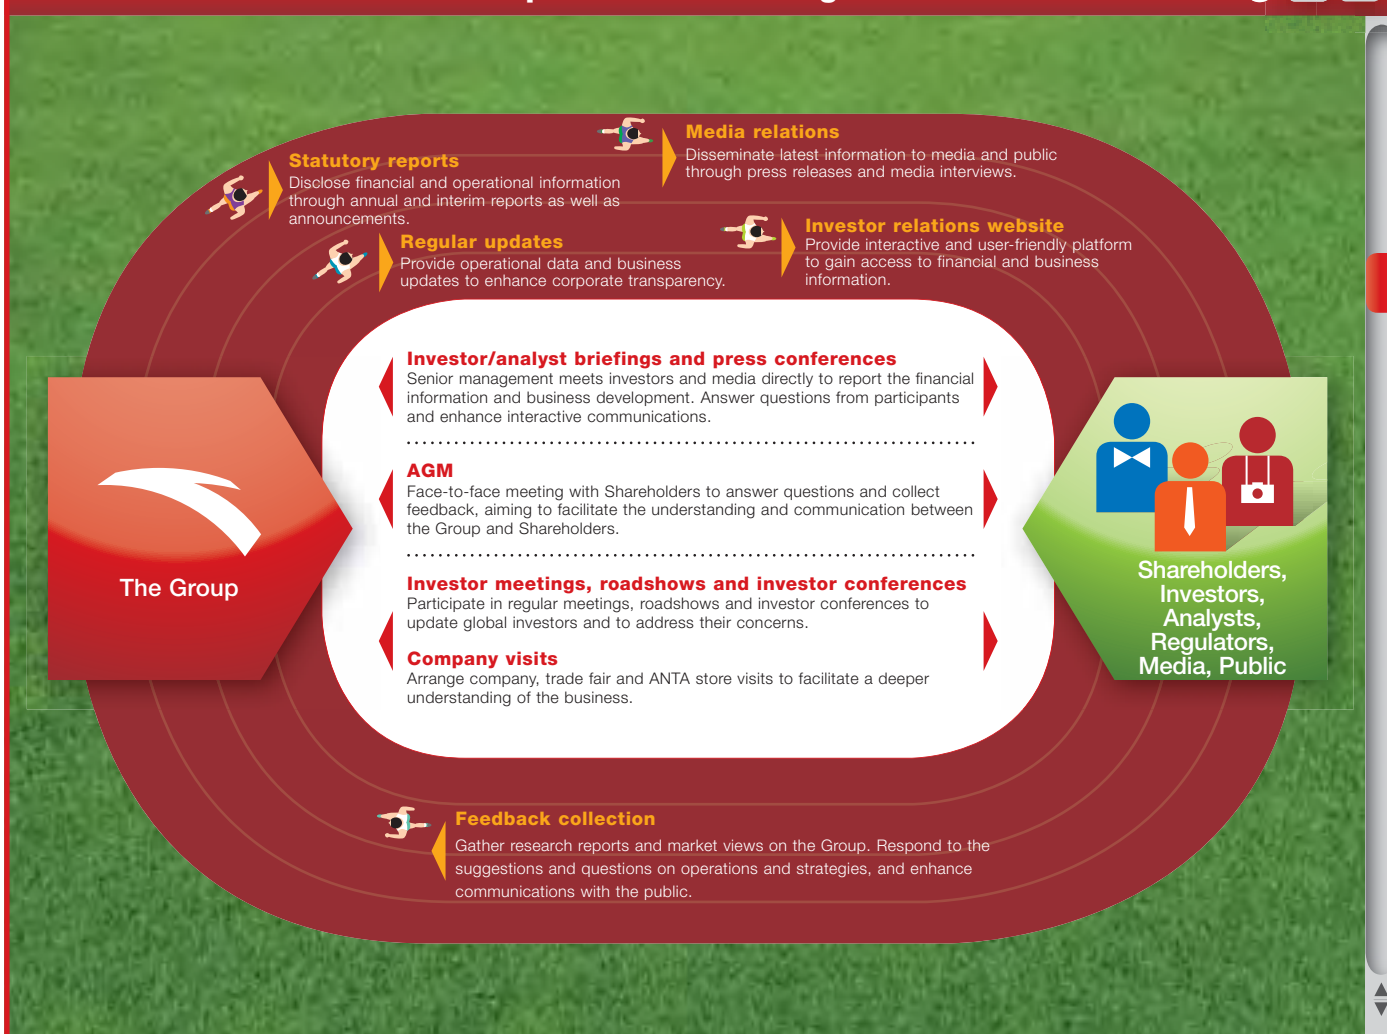 Media relations
Disseminate latest information to media and public
through press releases and media interviews.
Statutory reports
Disclose financial and operational information
through annual and interim reports as well as
announcements.
Investor relations website
Provide interactive and user-friendly platform
to gain access to financial and business
information.
Regular updates
Provide operational data and business
updates to enhance corporate transparency.
Investor/analyst briefings and press conferences
Senior management meets investors and media directly to report the financial
information and business development. Answer questions from participants
and enhance interactive communications.
AGM
Face-to-face meeting with Shareholders to answer questions and collect
feedback, aiming to facilitate the understanding and communication between
the Group and Shareholders.
Investor meetings, roadshows and investor conferences
Participate in regular meetings, roadshows and investor conferences to
update global investors and to address their concerns.
Company visits
Arrange company, trade fair and ANTA store visits to facilitate a deeper
understanding of the business.
The Group
Shareholders,
Investors,
Analysts,
Regulators,
Media, Public
Feedback collection
Gather research reports and market views on the Group. Respond to the
suggestions and questions on operations and strategies, and enhance
communications with the public.